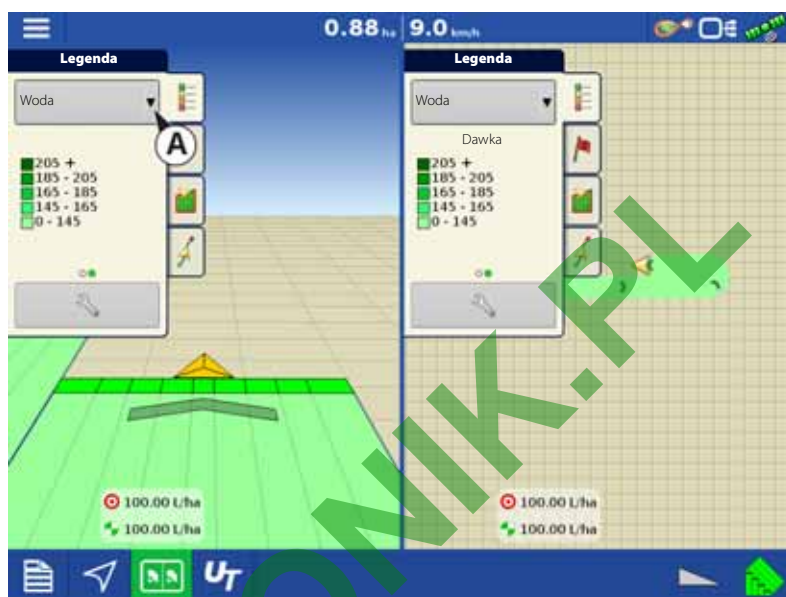 0.88 ha
9.0 km/h
Legenda
Woda
A
205 +
185 - 205
165 - 185
145 - 165
0 - 145
100.00 L/ha
100.00 L/ha
Legenda
Woda
Dawka
205 +
185 - 205
165 - 185
145 - 165
0 - 145
100.00 L/ha
100.00 L/ha
UT
ONIK.PL